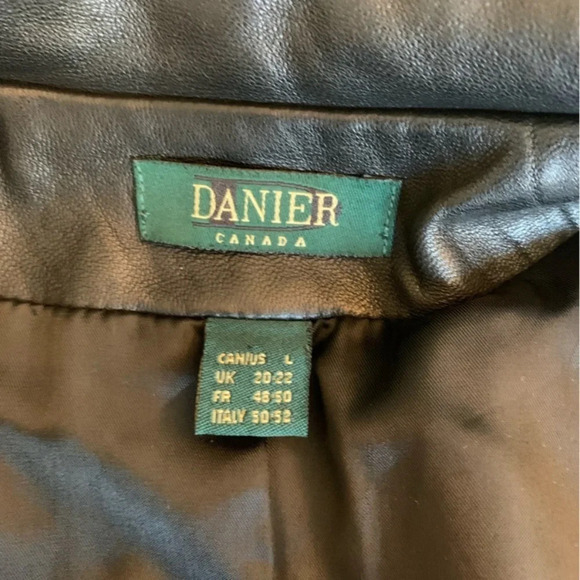 DANIER
CANADA
CAN/US L
UK 20-22
FR 48-50
ITALY 50-52